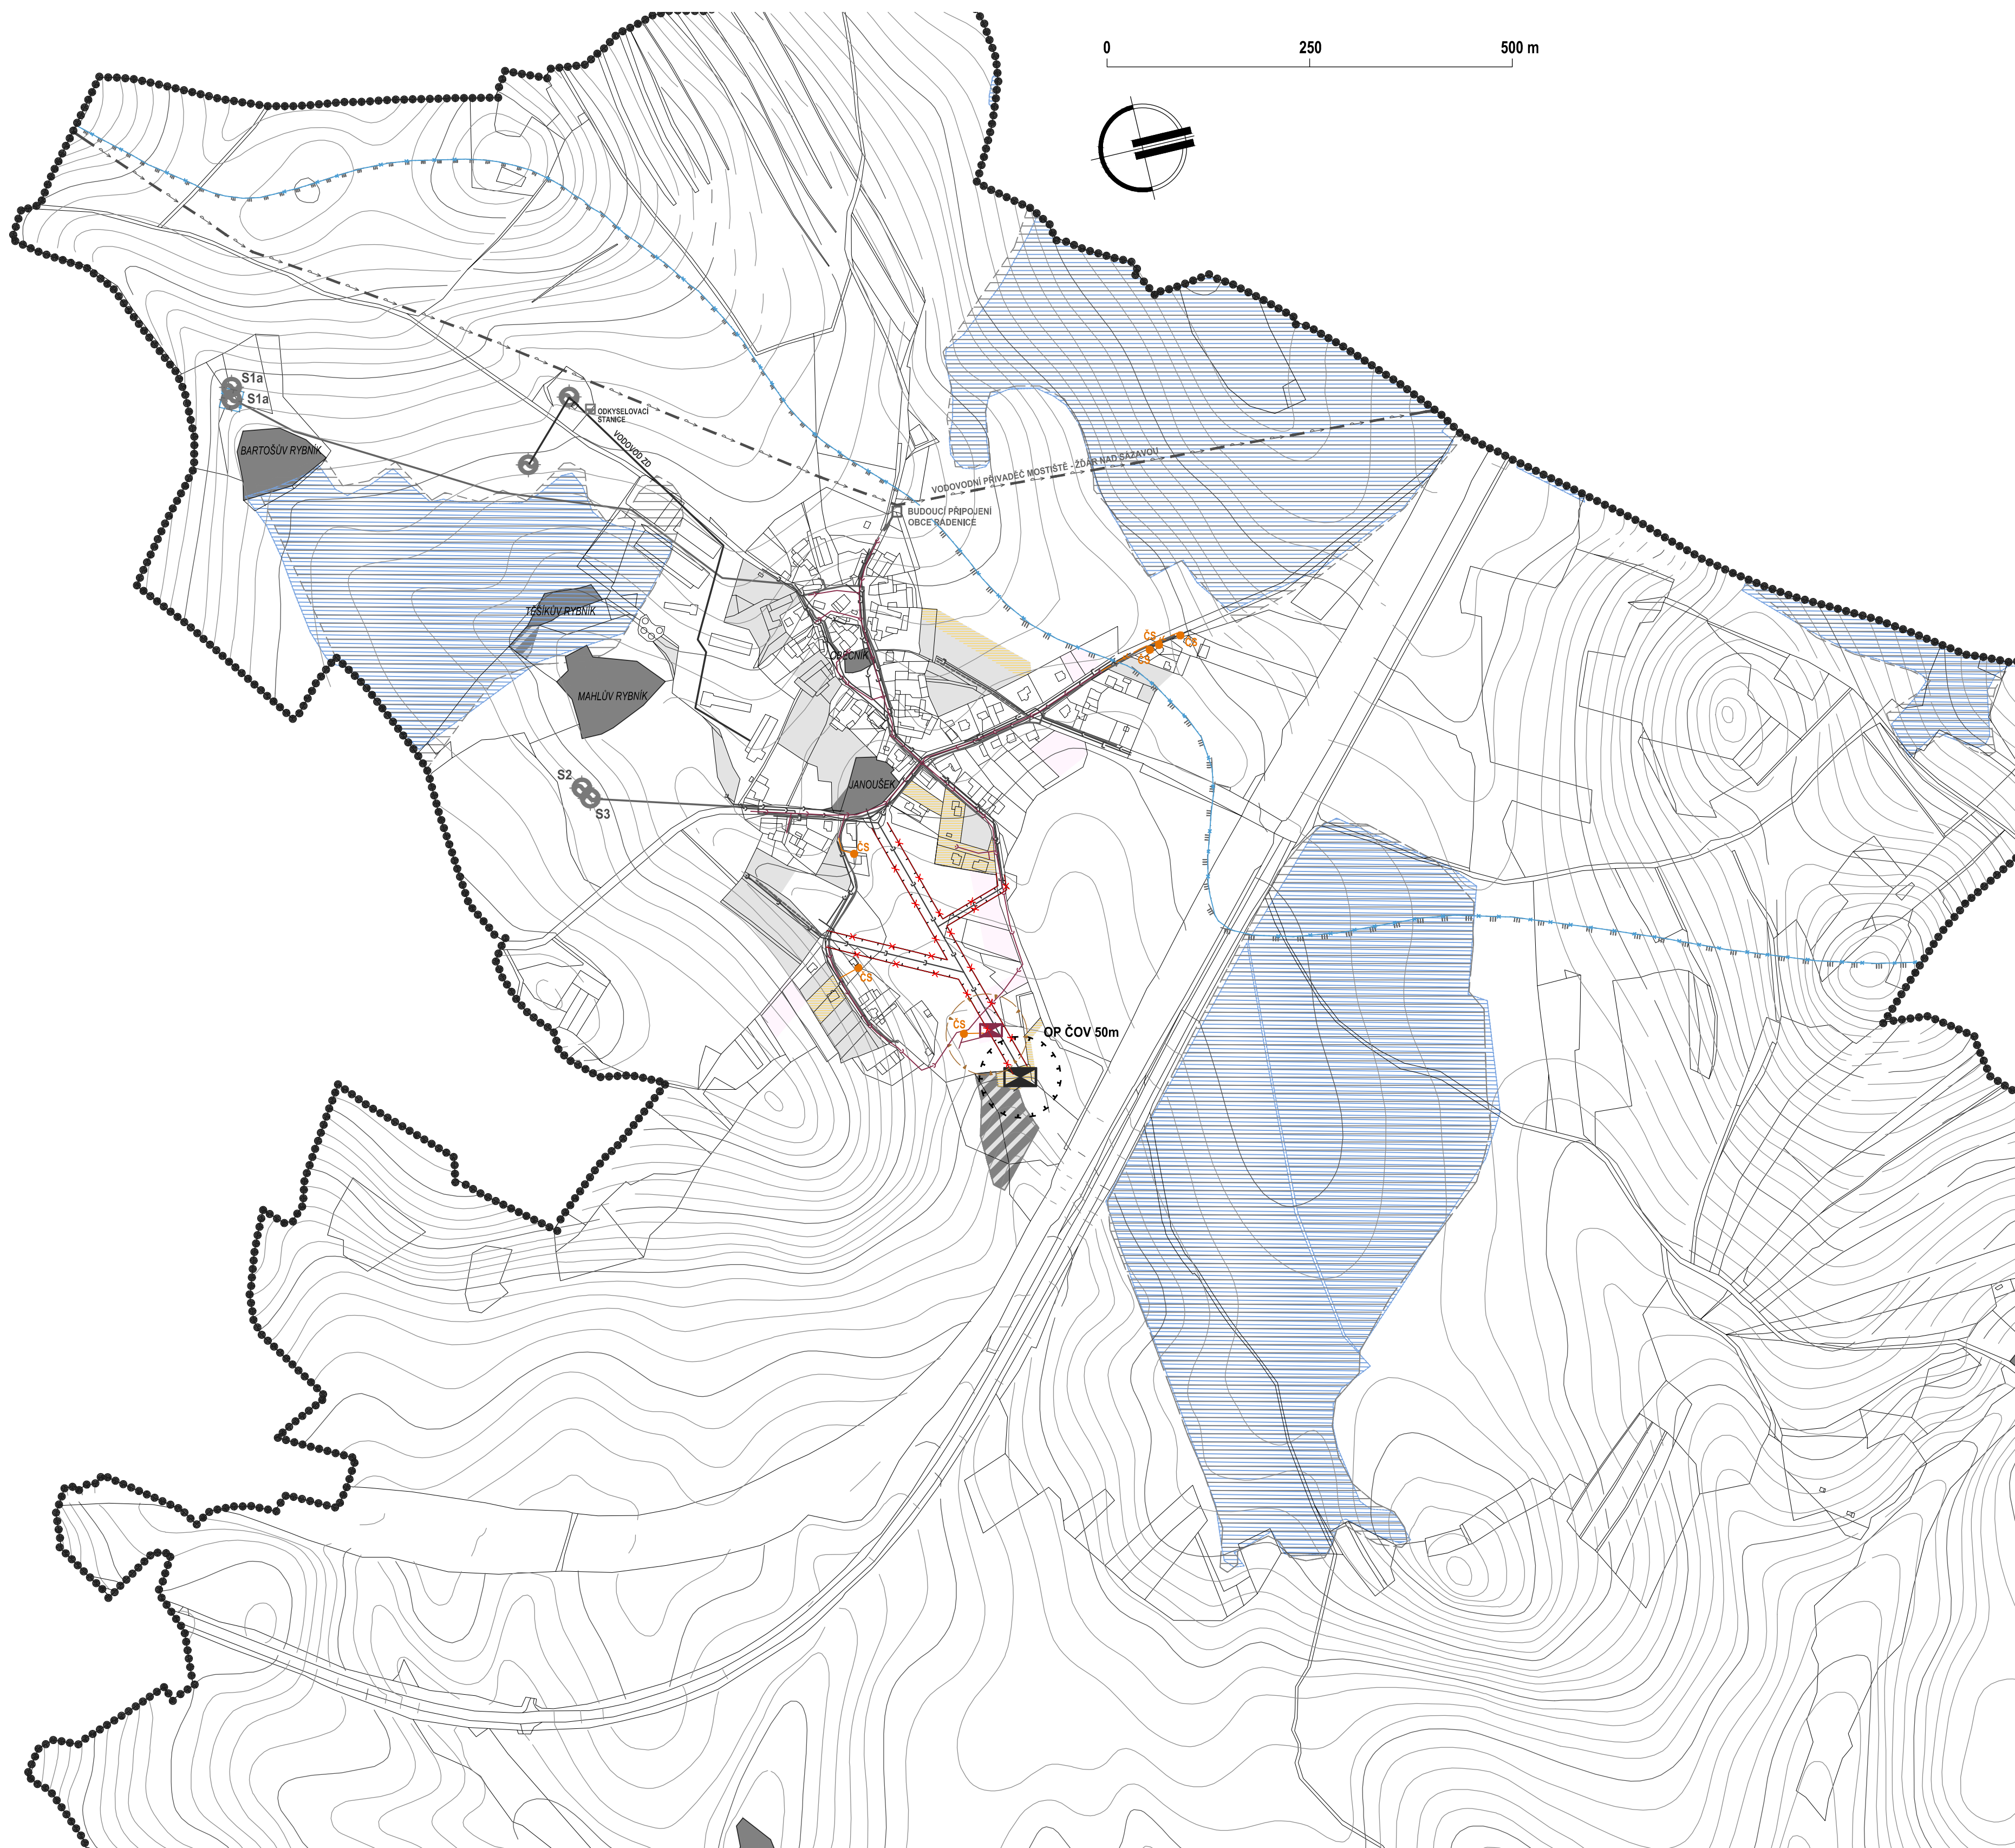 0 250 500 m
S1a
S1a
ODKYSELOVACÍ
STANICE
VODOVOD ZD
BARTOŠŮV RYBNÍK
VODOVODNÍ PŘIVADĚČ MOSTIŠTĚ - ŽĎÁR NAD SÁZAVOU
BUDOUCÍ PŘIPOJENÍ
OBCE RADENICE
TĚŠÍKŮV RYBNÍK
OBECNÍK
ČS
ČS
ČS
MAHLŮV RYBNÍK
S2
S3
JANOUŠEK
ČS
ČS
ČS
OP ČOV 50m